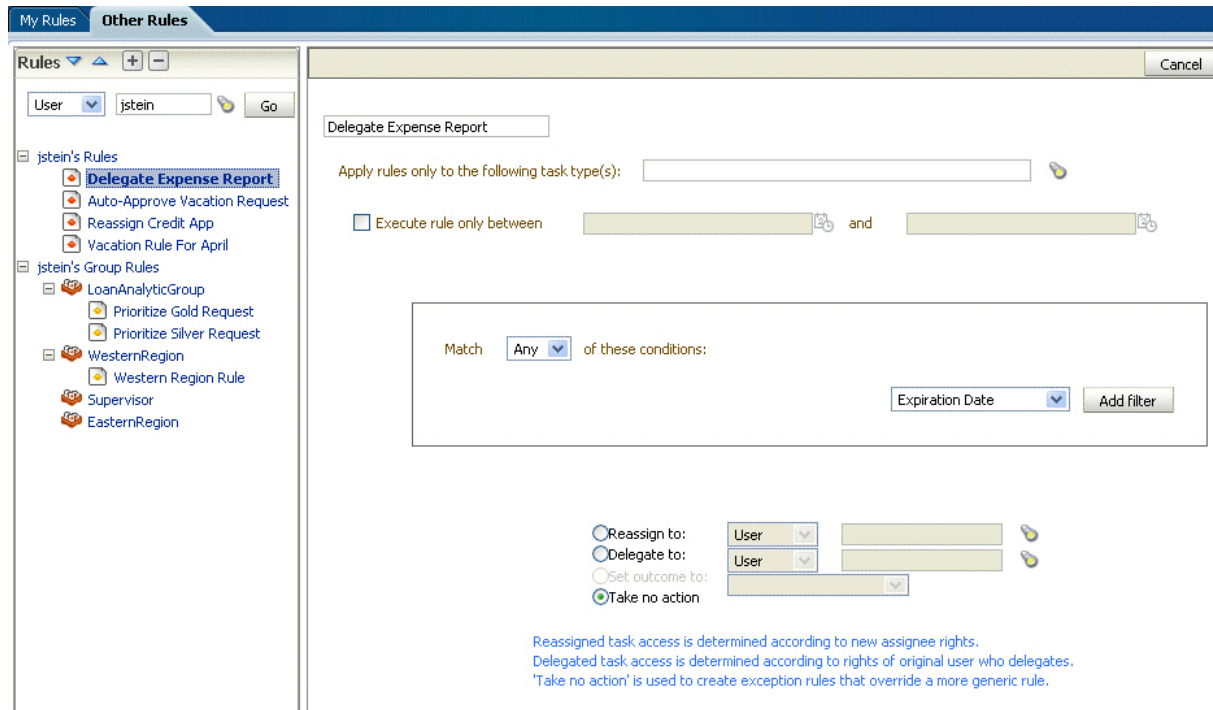 My Rules Other Rules
Rules
Cancel
User jstein Go
Delegate Expense Report
jstein's Rules
Delegate Expense Report
Auto-Approve Vacation Request
Reassign Credit App
Vacation Rule For April
jstein's Group Rules
LoanAnalyticGroup
Prioritize Gold Request
Prioritize Silver Request
WesternRegion
Western Region Rule
Supervisor
EasternRegion
Apply rules only to the following task type(s):
Execute rule only between and
Match Any of these conditions:
Expiration Date Add filter
Reassign to: User
Delegate to: User
Set outcome to:
Take no action
Reassigned task access is determined according to new assignee rights.
Delegated task access is determined according to rights of original user who delegates.
'Take no action' is used to create exception rules that override a more generic rule.